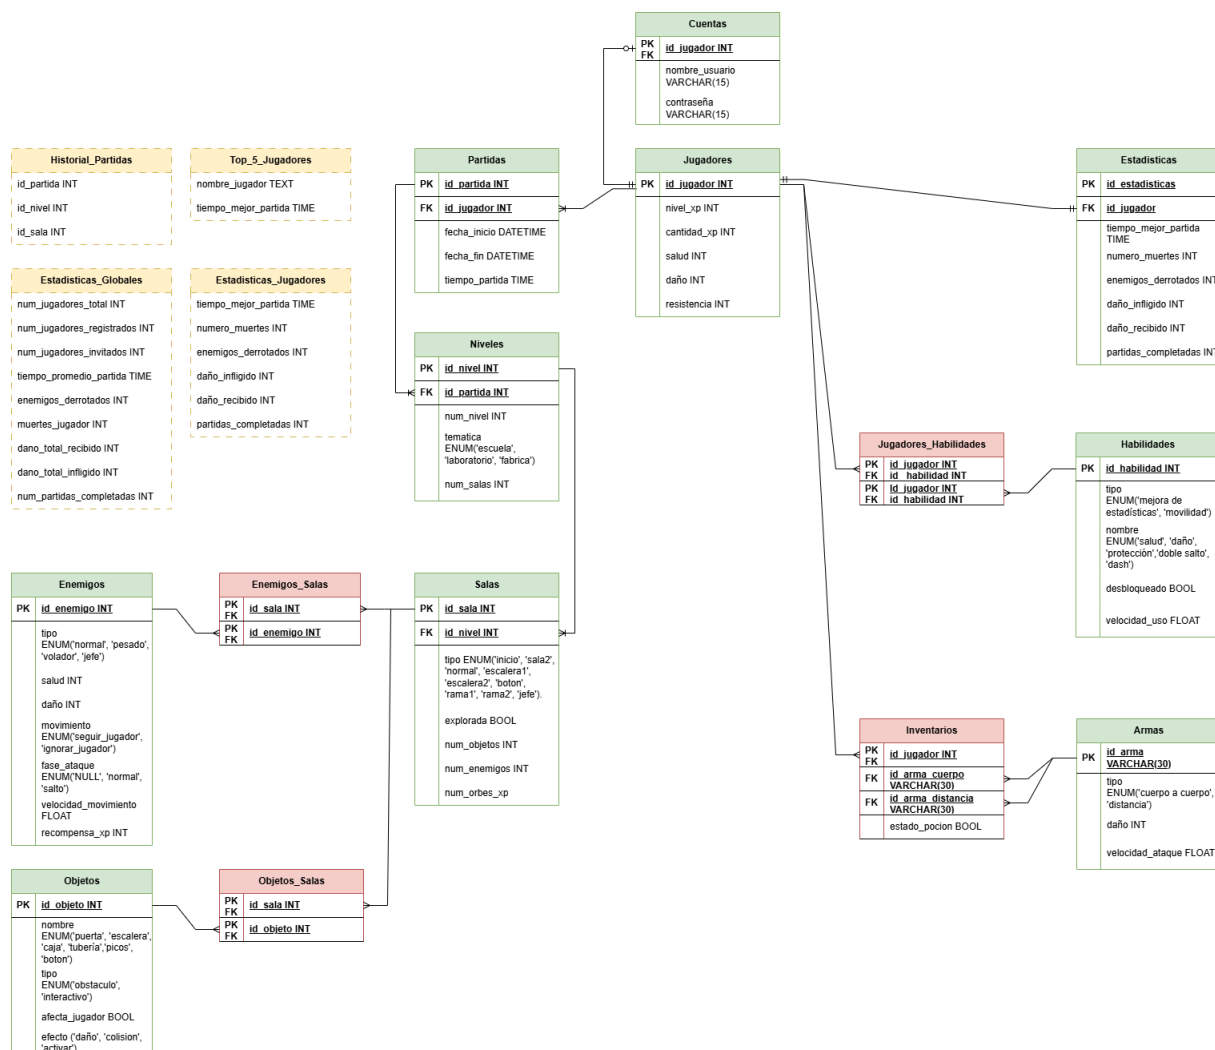 Cuentas
PK
FK
id_jugador INT
nombre_usuario
VARCHAR(15)
contraseña
VARCHAR(15)
Historial_Partidas
id_partida INT
id_nivel INT
id_sala INT
Top_5_Jugadores
nombre_jugador TEXT
tiempo_mejor_partida TIME
Partidas
PK id_partida INT
FK id_jugador INT
fecha_inicio DATETIME
fecha_fin DATETIME
tiempo_partida TIME
Jugadores
PK id_jugador INT
nivel_xp INT
cantidad_xp INT
salud INT
daño INT
resistencia INT
Estadisticas
PK id_estadisticas
FK id_jugador
tiempo_mejor_partida
TIME
numero_muertes INT
enemigos_derrotados INT
daño_infligido INT
daño_recibido INT
partidas_completadas INT
Estadisticas_Globales
num_jugadores_total INT
num_jugadores_registrados INT
num_jugadores_invitados INT
tiempo_promedio_partida TIME
enemigos_derrotados INT
muertes_jugador INT
dano_total_recibido INT
dano_total_infligido INT
num_partidas_completadas INT
Estadisticas_Jugadores
tiempo_mejor_partida TIME
numero_muertes INT
enemigos_derrotados INT
daño_infligido INT
daño_recibido INT
partidas_completadas INT
Niveles
PK id_nivel INT
FK id_partida INT
num_nivel INT
tematica
ENUM('escuela',
'laboratorio', 'fabrica')
num_salas INT
Jugadores_Habilidades
PK id_jugador INT
FK id_ habilidad INT
PK Id_jugador INT
FK id_habilidad INT
Habilidades
PK id_habilidad INT
tipo
ENUM('mejora de
estadísticas', 'movilidad')
nombre
ENUM('salud', 'daño',
'protección','doble salto',
'dash')
desbloqueado BOOL
velocidad_uso FLOAT
Enemigos
PK id_enemigo INT
tipo
ENUM('normal', 'pesado',
'volador', 'jefe')
salud INT
daño INT
movimiento
ENUM('seguir_jugador',
'ignorar_jugador')
fase_ataque
ENUM('NULL', 'normal',
'salto')
velocidad_movimiento
FLOAT
recompensa_xp INT
Enemigos_Salas
PK
FK
id_sala INT
PK
FK
id_enemigo INT
Salas
PK id_sala INT
FK id_nivel INT
tipo ENUM('inicio', 'sala2',
'normal', 'escalera1',
'escalera2', 'boton',
'rama1', 'rama2', 'jefe').
explorada BOOL
num_objetos INT
num_enemigos INT
num_orbes_xp
Inventarios
PK
FK
id_jugador INT
FK id_arma_cuerpo
VARCHAR(30)
FK id_arma_distancia
VARCHAR(30)
estado_pocion BOOL
Armas
PK id_arma
VARCHAR(30)
tipo
ENUM('cuerpo a cuerpo',
'distancia')
daño INT
velocidad_ataque FLOAT
Objetos
PK id_objeto INT
nombre
ENUM('puerta', 'escalera',
'caja', 'tubería','picos',
'boton')
tipo
ENUM('obstaculo',
'interactivo')
afecta_jugador BOOL
efecto ('daño', 'colision',
'activar')
Objetos_Salas
PK
FK
id_sala INT
PK
FK
id_objeto INT